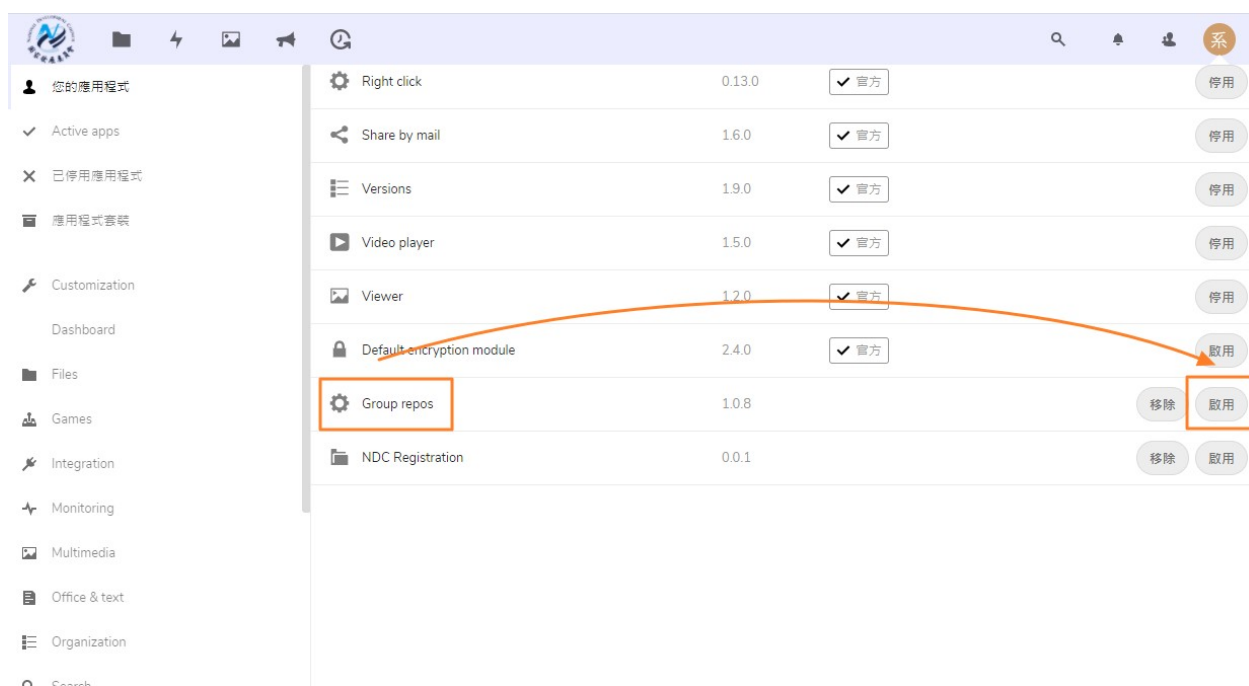 系
您的應用程式
Active apps
已停用應用程式
應用程式套裝
Customization
Dashboard
Files
Games
Integration
Monitoring
Multimedia
Office & text
Organization
Search
Right click 0.13.0 官方 停用
Share by mail 1.6.0 官方 停用
Versions 1.9.0 官方 停用
Video player 1.5.0 官方 停用
Viewer 1.2.0 官方 停用
Default encryption module 2.4.0 官方 啟用
Group repos 1.0.8 移除 啟用
NDC Registration 0.0.1 移除 啟用